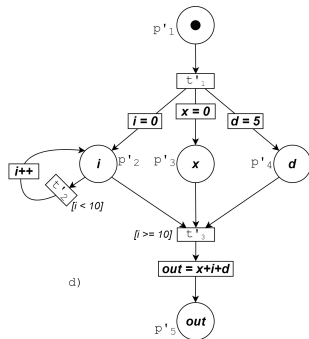 p'1
t'1
i = 0
x = 0
d = 5
i++
i
p'2
p'3
x
p'4
d
t'2
[i < 10]
[i >= 10]
t'3
out = x+i+d
d)
out
p'5